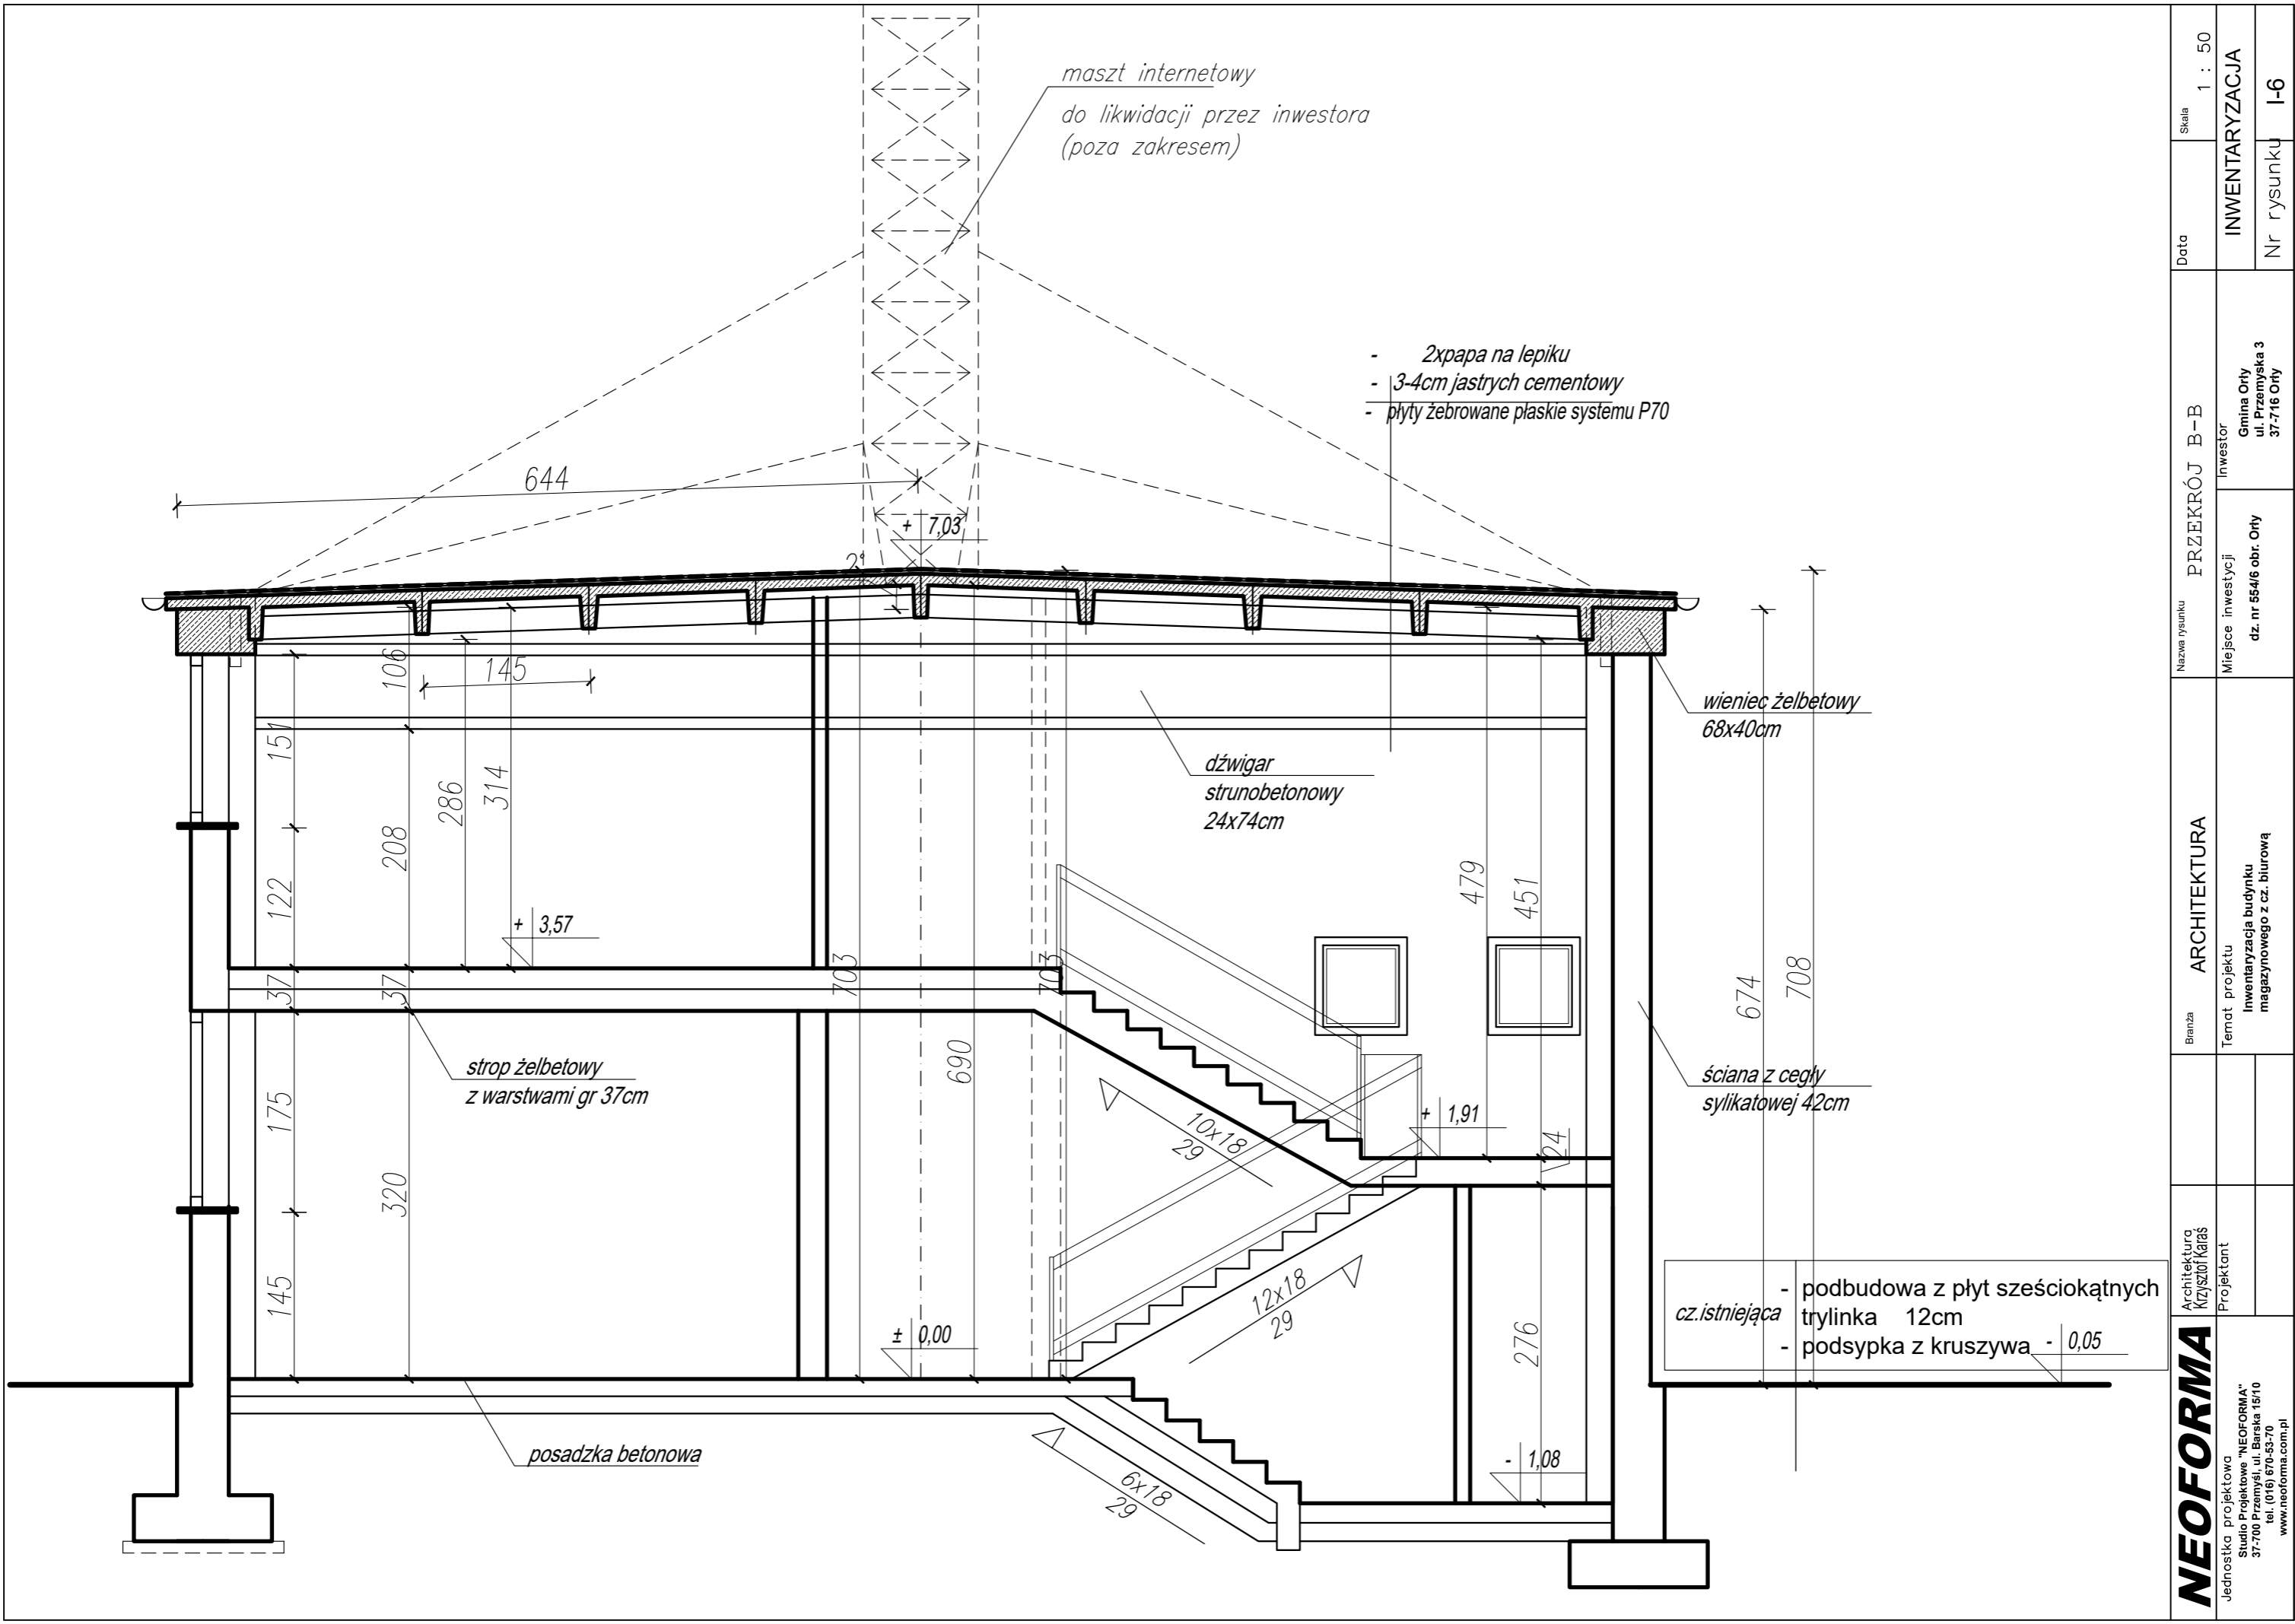 maszt internetowy
do likwidacji przez inwestora
(poza zakresem)
- 2xpapa na lepiku
- 3-4cm jastrych cementowy
- płyty żebrowane płaskie systemu P70
644
+ 7,03
2°
106
145
151
286
314
208
122
+ 3,57
37
37
703
703
690
479
451
674
708
wieniec żelbetowy
68x40cm
dźwigar
strunobetonowy
24x74cm
strop żelbetowy
z warstwami gr 37cm
175
320
145
10x18
29
+ 1,91
24
ściana z cegły
sylikatowej 42cm
12x18
29
276
± 0,00
cz.istniejąca
- podbudowa z płyt sześciokątnych
trylinka 12cm
- podsypka z kruszywa
- 0,05
posadzka betonowa
6x18
29
- 1,08
NEOFORMA
Jednostka projektowa
Studio Projektowe "NEOFORMA"
37-700 Przemyśl, ul. Barska 15/10
tel. (016) 670-53-70
www.neoforma.com.pl
Architektura
Krzysztof Karaś
Projektant
Branża
ARCHITEKTURA
Temat projektu
Inwentaryzacja budynku
magazynowego z cz. biurową
Nazwa rysunku
PRZEKRÓJ B-B
Miejsce inwestycji
dz. nr 554/6 obr. Orły
Inwestor
Gmina Orły
ul. Przemyska 3
37-716 Orły
Data
Skala
1 : 50
INWENTARYZACJA
Nr rysunku
I-6